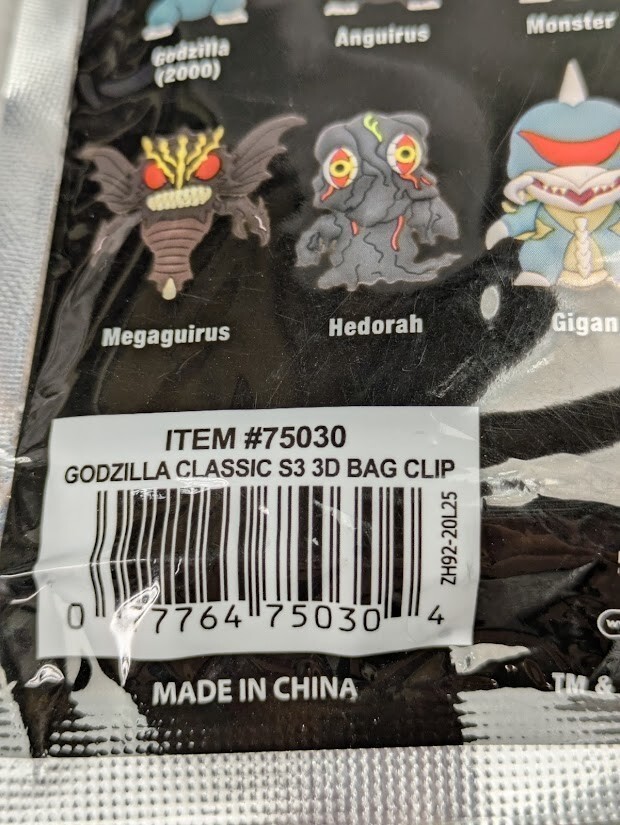 Godzilla
(2000)
Anguirus
Monster
Megaguirus
Hedorah
Gigan
ITEM #75030
GODZILLA CLASSIC S3 3D BAG CLIP
ZH92-20L25
0 77764 75030 4
MADE IN CHINA
TM &